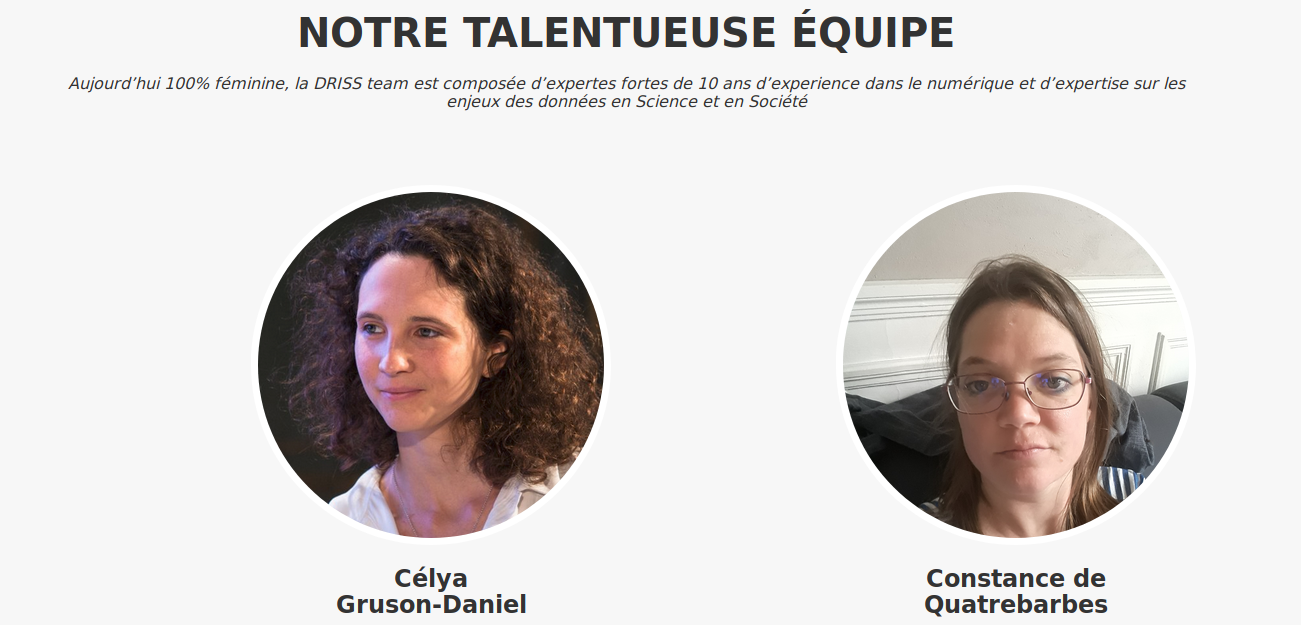 NOTRE TALENTUEUSE ÉQUIPE
Aujourd’hui 100% féminine, la DRISS team est composée d’expertes fortes de 10 ans d’experience dans le numérique et d’expertise sur les
enjeux des données en Science et en Société
Célya
Gruson-Daniel
Constance de
Quatrebarbes